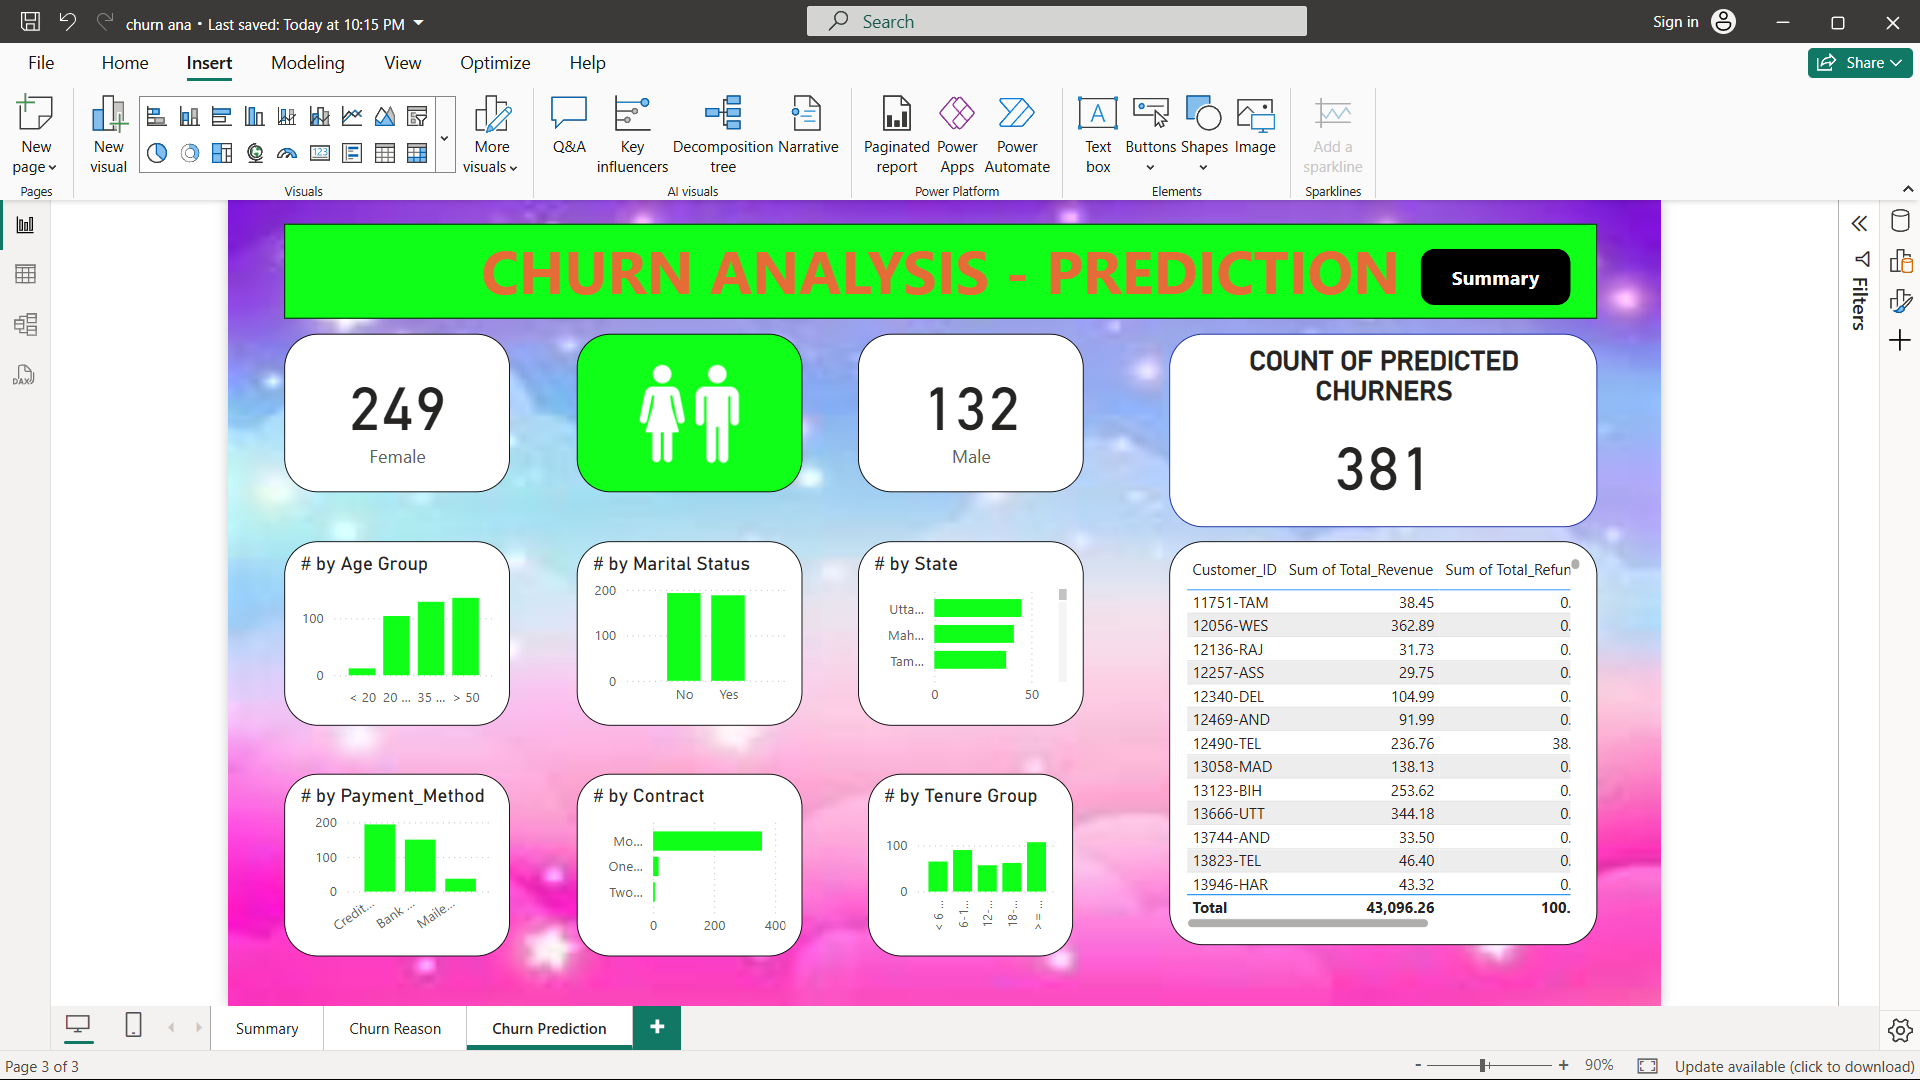 churn ana • Last saved: Today at 10:15 PM
Search
Sign in
File Home Insert Modeling View Optimize Help
Share
New page
New visual
More visuals
Q&A
Key influencers
Decomposition tree
Narrative
Paginated report
Power Apps
Power Automate
Text box
Buttons
Shapes
Image
Add a sparkline
Pages
Visuals
AI visuals
Power Platform
Elements
Sparklines
CHURN ANALYSIS - PREDICTION
Summary
Filters
249
Female
132
Male
COUNT OF PREDICTED
CHURNERS
381
# by Age Group
100
0
< 20 20 ... 35 ... > 50
# by Marital Status
200
100
0
No Yes
# by State
Utta...
Mah...
Tam...
0 50
Customer_ID Sum of Total_Revenue Sum of Total_Refun
11751-TAM 38.45 0.
12056-WES 362.89 0.
12136-RAJ 31.73 0.
12257-ASS 29.75 0.
12340-DEL 104.99 0.
12469-AND 91.99 0.
12490-TEL 236.76 38.
13058-MAD 138.13 0.
13123-BIH 253.62 0.
13666-UTT 344.18 0.
13744-AND 33.50 0.
13823-TEL 46.40 0.
13946-HAR 43.32 0.
Total 43,096.26 100.
# by Payment_Method
200
100
0
Credit... Bank ... Maile...
# by Contract
Mo...
One...
Two...
0 200 400
# by Tenure Group
100
0
< 6 ... 6-1... 12-... 18-... >= ...
DAX
Summary Churn Reason Churn Prediction
Page 3 of 3
- + 90%
Update available (click to download)